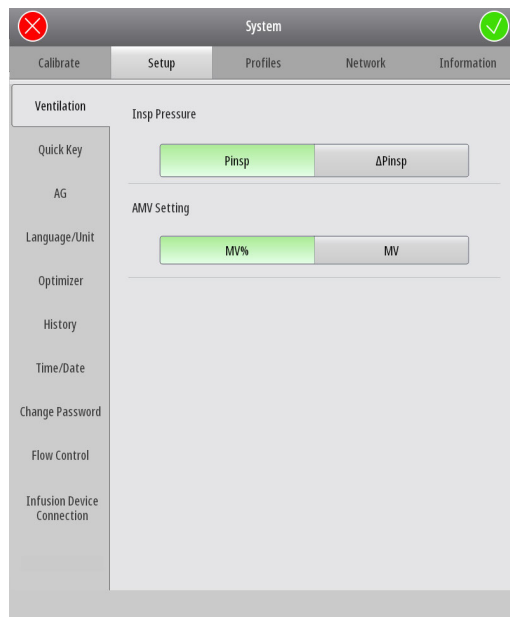 System
Calibrate Setup Profiles Network Information
Ventilation
Quick Key
AG
Language/Unit
Optimizer
History
Time/Date
Change Password
Flow Control
Infusion Device
Connection
Insp Pressure
Pinsp ΔPinsp
AMV Setting
MV% MV